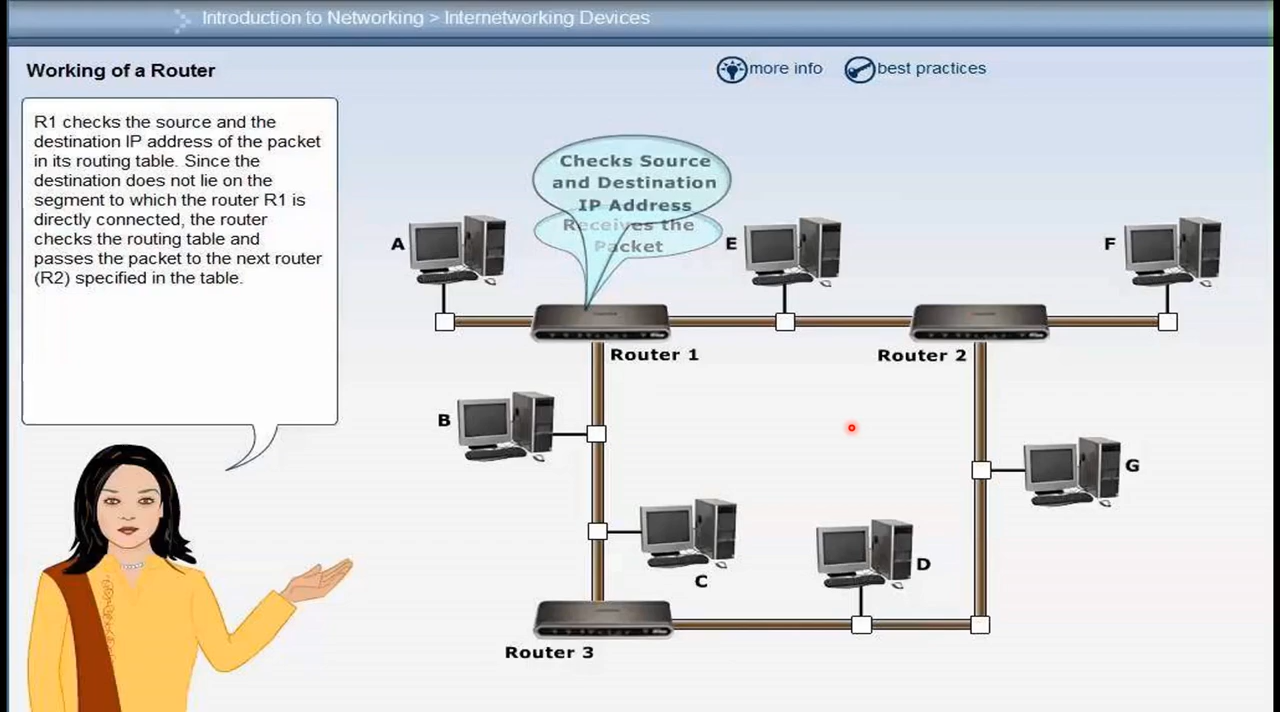 Introduction to Networking > Internetworking Devices
Working of a Router
more info
best practices
R1 checks the source and the
destination IP address of the packet
in its routing table. Since the
destination does not lie on the
segment to which the router R1 is
directly connected, the router
checks the routing table and
passes the packet to the next router
(R2) specified in the table.
Checks Source
and Destination
IP Address
Receives the
Packet
A
E
F
Router 1
Router 2
B
G
C
D
Router 3